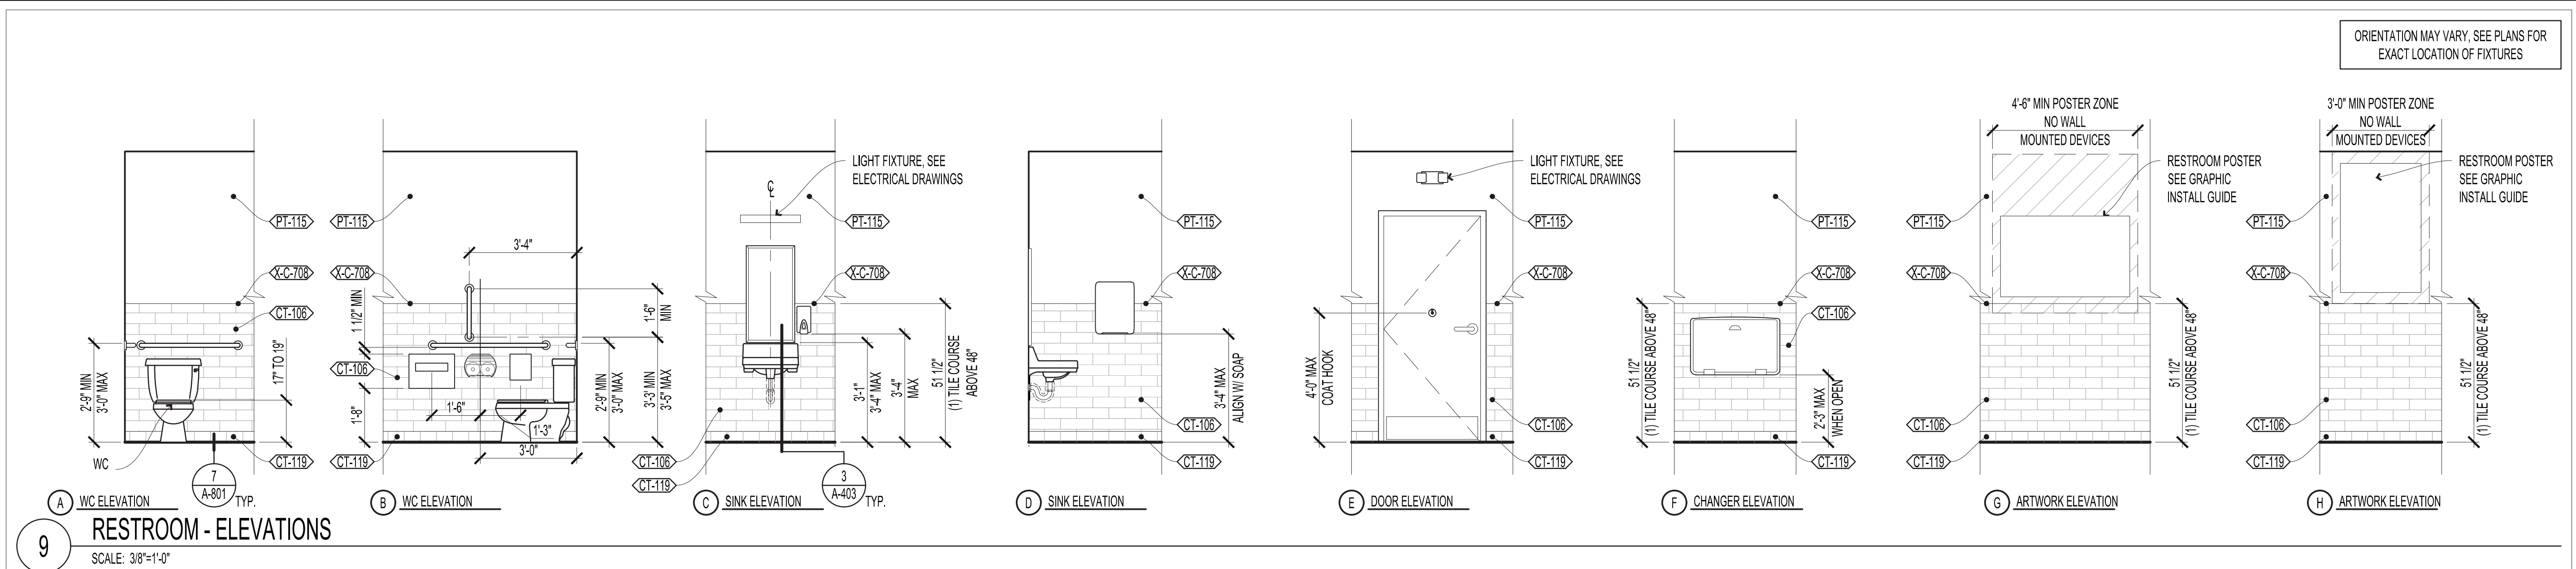 ORIENTATION MAY VARY, SEE PLANS FOR
EXACT LOCATION OF FIXTURES
PT-115
X-C-708
CT-106
2'-9" MIN
3'-0" MAX
17" TO 19"
WC
CT-119
7
A-801
TYP.
A
WC ELEVATION
PT-115
3'-4"
X-C-708
1 1/2" MIN
1'-6"
MIN
CT-106
1'-8"
1'-6"
1'-3"
3'-0"
2'-9" MIN
3'-0" MAX
3'-3" MIN
3'-5" MAX
CT-119
B
WC ELEVATION
LIGHT FIXTURE, SEE
ELECTRICAL DRAWINGS
PT-115
X-C-708
3'-1"
3'-4" MAX
3'-4"
MAX
51 1/2"
(1) TILE COURSE
ABOVE 48"
CT-106
CT-119
3
A-403
TYP.
C
SINK ELEVATION
PT-115
X-C-708
3'-4" MAX
ALIGN W/ SOAP
CT-106
CT-119
D
SINK ELEVATION
LIGHT FIXTURE, SEE
ELECTRICAL DRAWINGS
PT-115
X-C-708
4'-0" MAX
COAT HOOK
CT-106
CT-119
E
DOOR ELEVATION
PT-115
X-C-708
CT-106
51 1/2"
(1) TILE COURSE ABOVE 48"
2'-3" MAX
WHEN OPEN
CT-119
F
CHANGER ELEVATION
4'-6" MIN POSTER ZONE
NO WALL
MOUNTED DEVICES
RESTROOM POSTER
SEE GRAPHIC
INSTALL GUIDE
PT-115
X-C-708
51 1/2"
(1) TILE COURSE ABOVE 48"
CT-106
CT-119
G
ARTWORK ELEVATION
3'-0" MIN POSTER ZONE
NO WALL
MOUNTED DEVICES
RESTROOM POSTER
SEE GRAPHIC
INSTALL GUIDE
PT-115
X-C-708
51 1/2"
(1) TILE COURSE ABOVE 48"
CT-106
CT-119
H
ARTWORK ELEVATION
9
RESTROOM - ELEVATIONS
SCALE: 3/8"=1'-0"